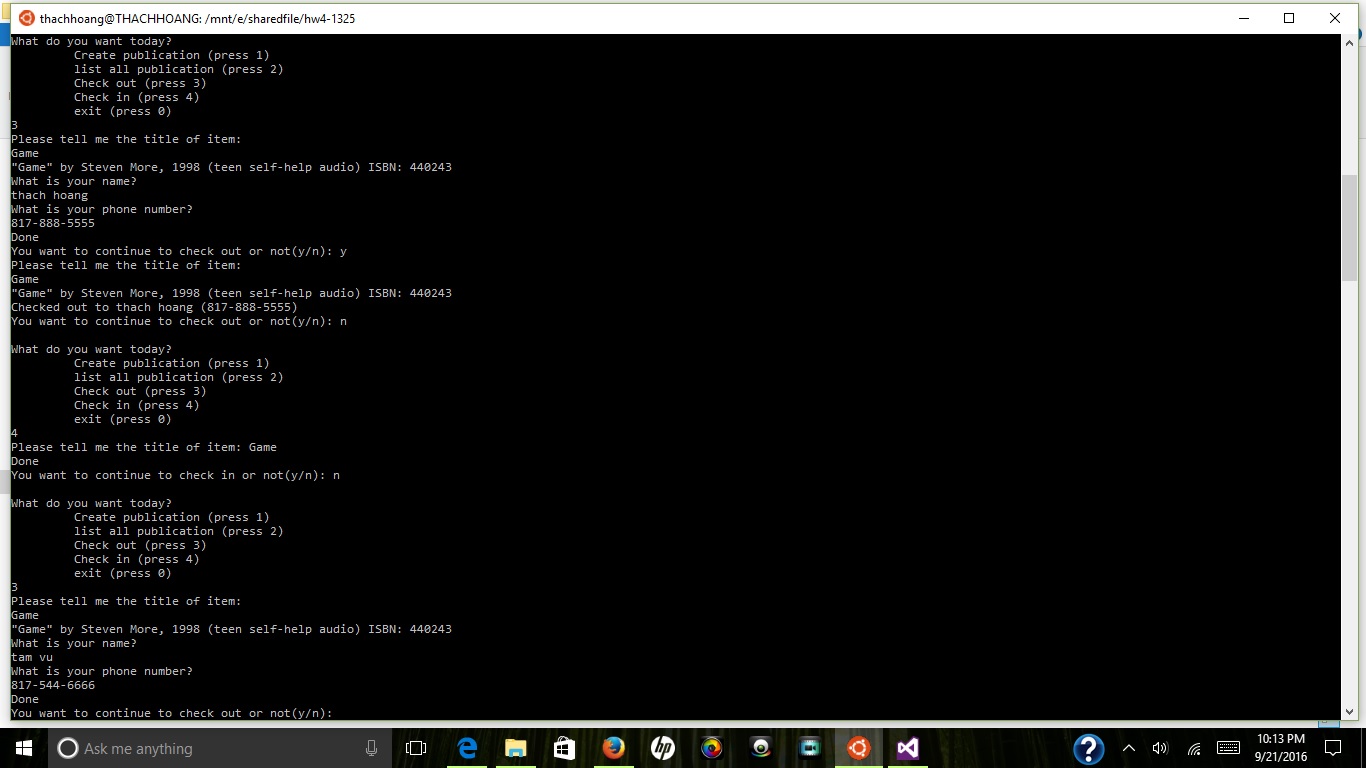 thachhoang@THACHHOANG: /mnt/e/sharedfile/hw4-1325
What do you want today?
Create publication (press 1)
list all publication (press 2)
Check out (press 3)
Check in (press 4)
exit (press 0)
3
Please tell me the title of item:
Game
"Game" by Steven More, 1998 (teen self-help audio) ISBN: 440243
What is your name?
thach hoang
What is your phone number?
817-888-5555
Done
You want to continue to check out or not(y/n): y
Please tell me the title of item:
Game
"Game" by Steven More, 1998 (teen self-help audio) ISBN: 440243
Checked out to thach hoang (817-888-5555)
You want to continue to check out or not(y/n): n
What do you want today?
Create publication (press 1)
list all publication (press 2)
Check out (press 3)
Check in (press 4)
exit (press 0)
4
Please tell me the title of item: Game
Done
You want to continue to check in or not(y/n): n
What do you want today?
Create publication (press 1)
list all publication (press 2)
Check out (press 3)
Check in (press 4)
exit (press 0)
3
Please tell me the title of item:
Game
"Game" by Steven More, 1998 (teen self-help audio) ISBN: 440243
What is your name?
tam vu
What is your phone number?
817-544-6666
Done
You want to continue to check out or not(y/n):
Ask me anything
hp
?
10:13 PM
9/21/2016